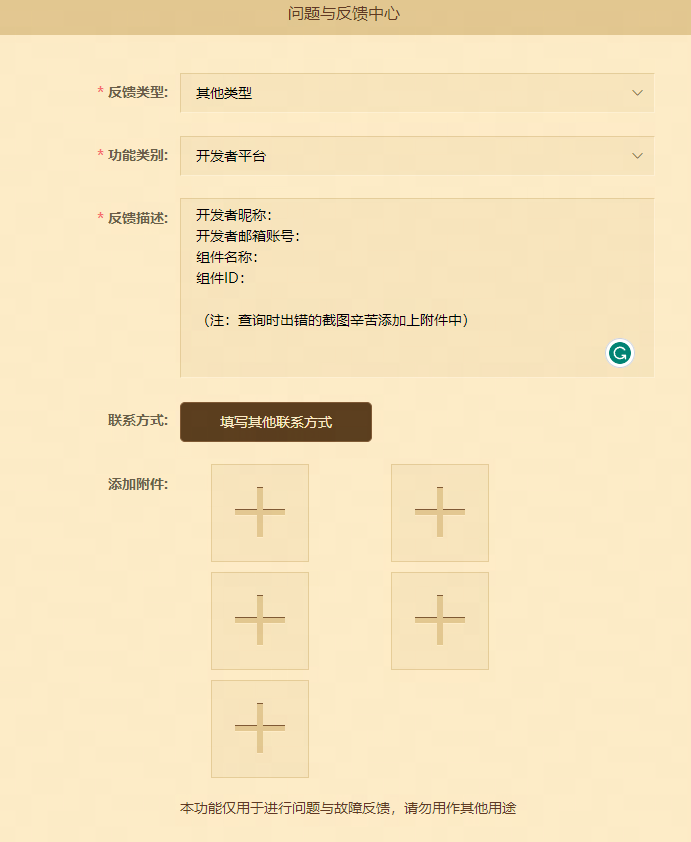 问题与反馈中心
* 反馈类型: 其他类型
* 功能类别: 开发者平台
* 反馈描述: 开发者昵称：
开发者邮箱账号：
组件名称：
组件ID：
（注：查询时出错的截图辛苦添加上附件中）
联系方式: 填写其他联系方式
添加附件:
本功能仅用于进行问题与故障反馈，请勿用作其他用途